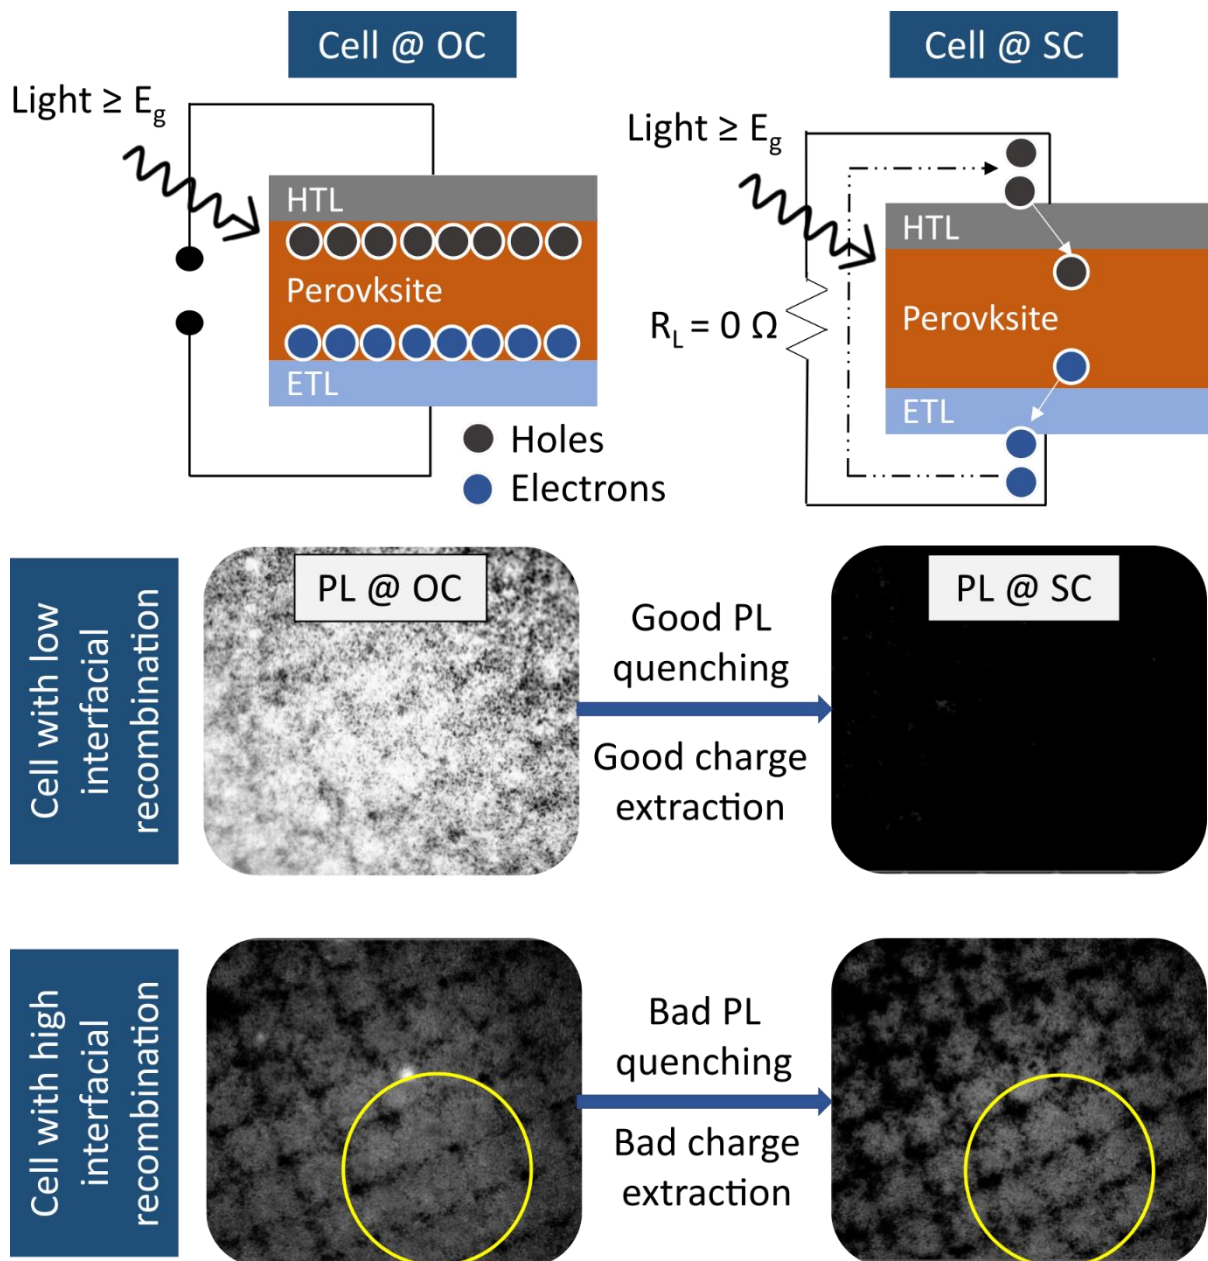 Cell @ OC
Cell @ SC
Light ≥ Eg
HTL
Perovksite
ETL
Holes
Electrons
Light ≥ Eg
HTL
Perovksite
ETL
RL = 0 Ω
Cell with low
interfacial
recombination
PL @ OC
Good PL
quenching
Good charge
extraction
PL @ SC
Cell with high
interfacial
recombination
Bad PL
quenching
Bad charge
extraction